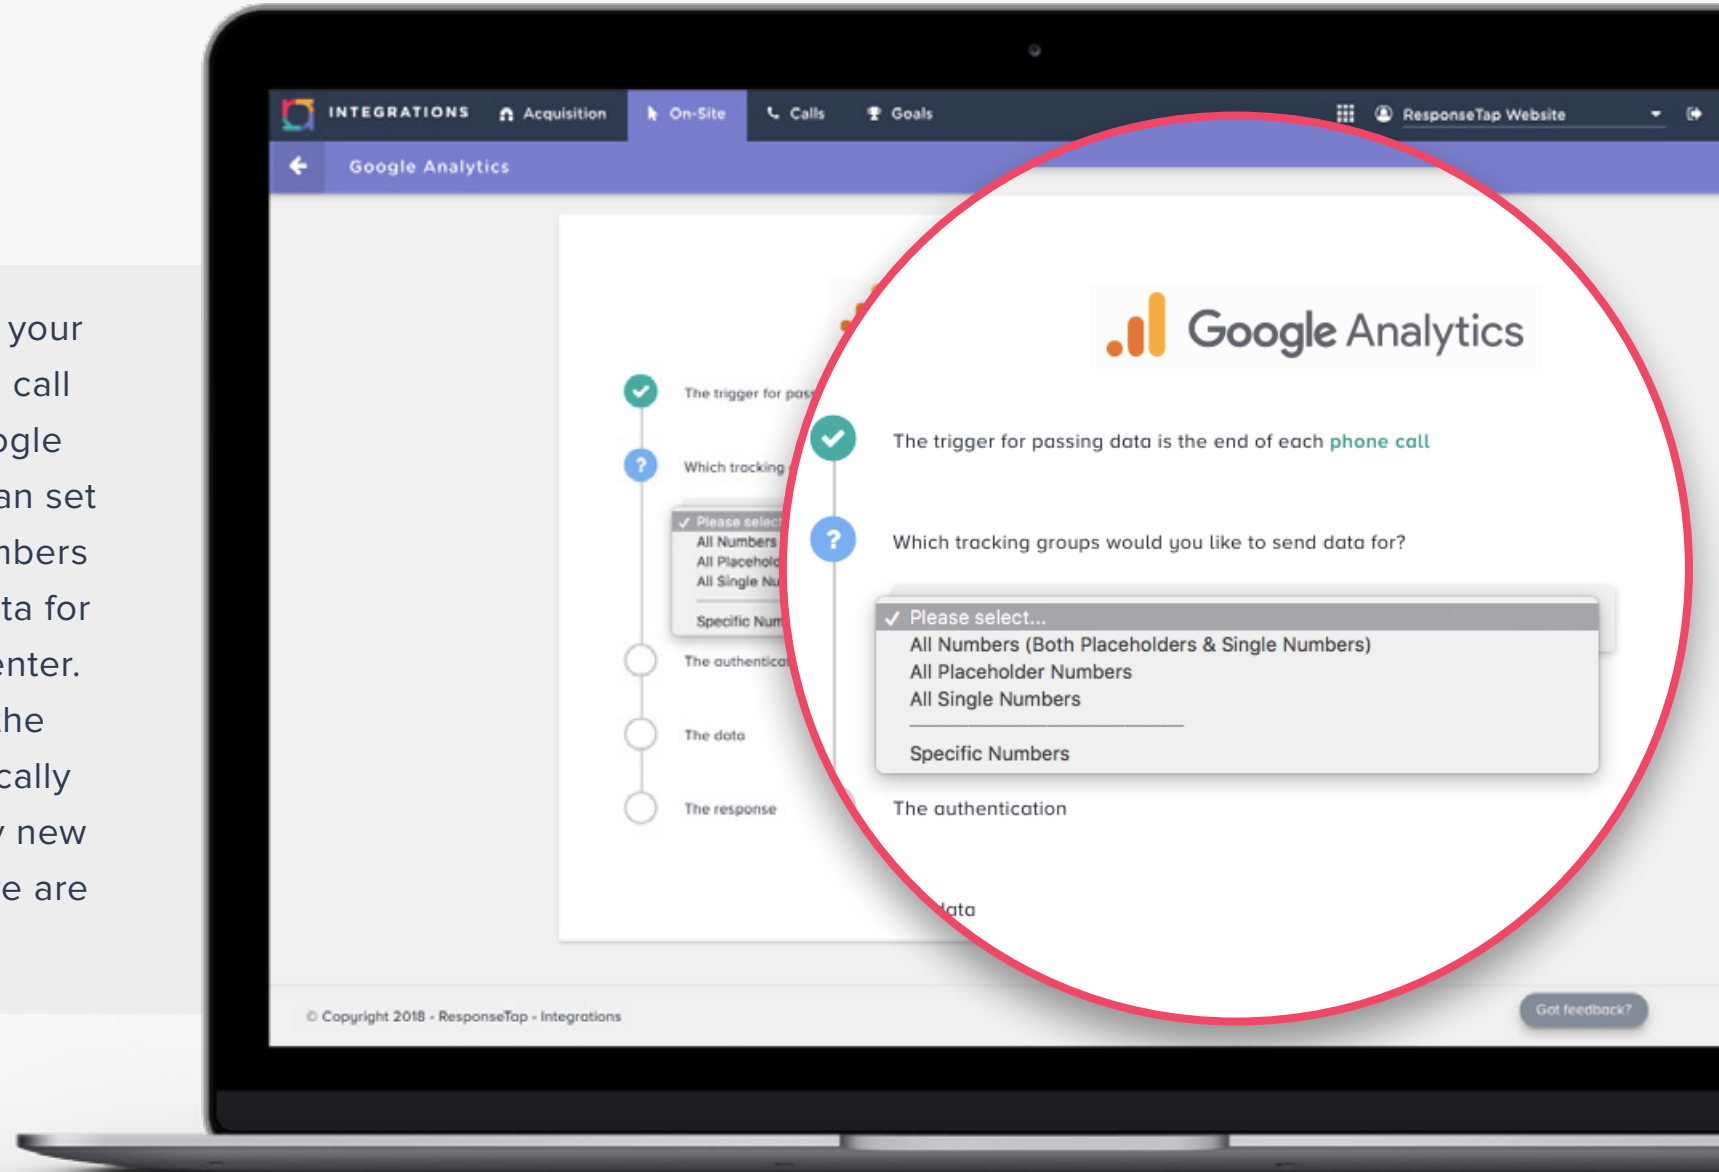 your
call
ogle
an set
nbers
ta for
enter.
the
cally
new
e are
INTEGRATIONS
Acquisition
On-Site
Calls
Goals
ResponseTap Website
Google Analytics
The trigger for pass
Which tracking
✓ Please select
All Numbers
All Placehold
All Single Nu
Specific Num
The authentica
The data
The response
Google Analytics
The trigger for passing data is the end of each phone call
?
Which tracking groups would you like to send data for?
✓ Please select...
All Numbers (Both Placeholders & Single Numbers)
All Placeholder Numbers
All Single Numbers
Specific Numbers
The authentication
data
© Copyright 2018 - ResponseTap - Integrations
Got feedback?